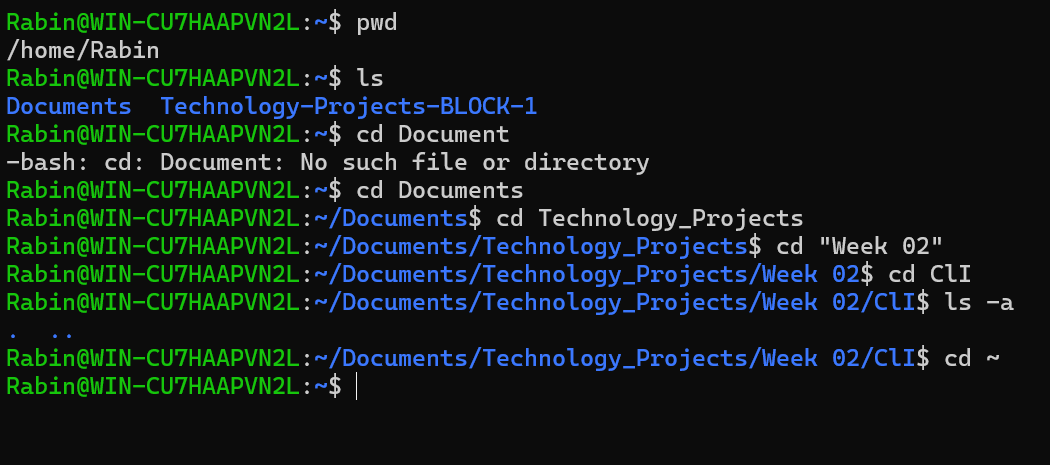 Rabin@WIN-CU7HAAPVN2L:~$ pwd
/home/Rabin
Rabin@WIN-CU7HAAPVN2L:~$ ls
Documents  Technology-Projects-BLOCK-1
Rabin@WIN-CU7HAAPVN2L:~$ cd Document
-bash: cd: Document: No such file or directory
Rabin@WIN-CU7HAAPVN2L:~$ cd Documents
Rabin@WIN-CU7HAAPVN2L:~/Documents$ cd Technology_Projects
Rabin@WIN-CU7HAAPVN2L:~/Documents/Technology_Projects$ cd "Week 02"
Rabin@WIN-CU7HAAPVN2L:~/Documents/Technology_Projects/Week 02$ cd ClI
Rabin@WIN-CU7HAAPVN2L:~/Documents/Technology_Projects/Week 02/ClI$ ls -a
.  ..
Rabin@WIN-CU7HAAPVN2L:~/Documents/Technology_Projects/Week 02/ClI$ cd ~
Rabin@WIN-CU7HAAPVN2L:~$